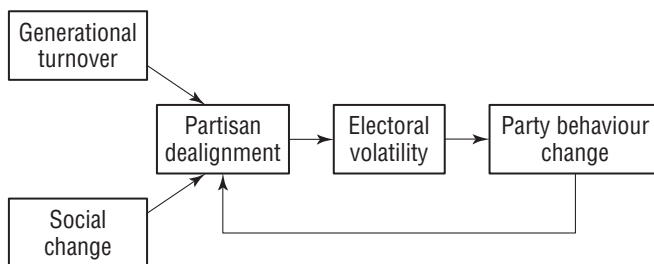 Generational
turnover
Partisan
dealignment
Electoral
volatility
Party behaviour
change
Social
change